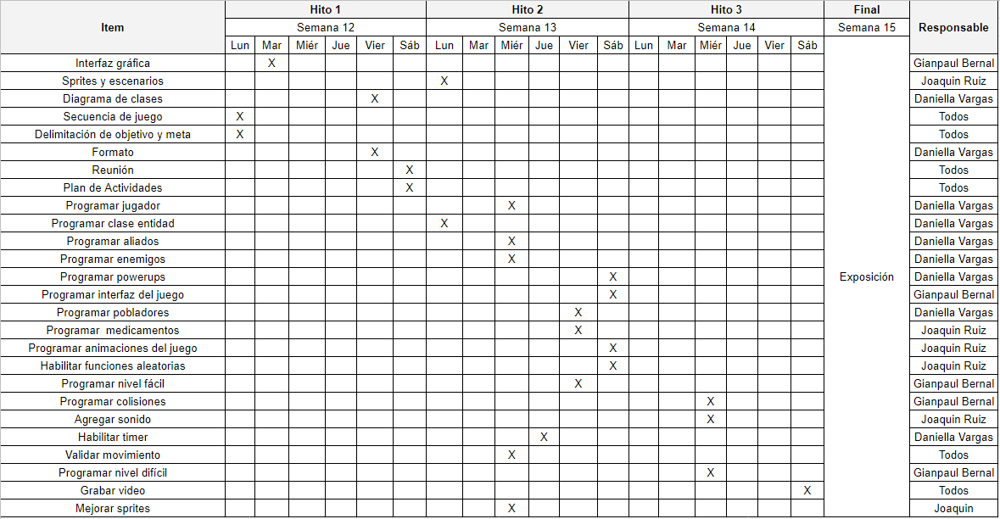 Item Hito 1 Hito 2 Hito 3 Final Responsable
Semana 12 Semana 13 Semana 14 Semana 15
Lun Mar Miér Jue Vier Sáb Lun Mar Miér Jue Vier Sáb Lun Mar Miér Jue Vier Sáb
Interfaz gráfica X Gianpaul Bernal
Sprites y escenarios X Joaquin Ruiz
Diagrama de clases X Daniella Vargas
Secuencia de juego X Todos
Delimitación de objetivo y meta X Todos
Formato X Daniella Vargas
Reunión X Todos
Plan de Actividades X Todos
Programar jugador X Daniella Vargas
Programar clase entidad X Daniella Vargas
Programar aliados X Daniella Vargas
Programar enemigos X Daniella Vargas
Programar powerups X Exposición Daniella Vargas
Programar interfaz del juego X Gianpaul Bernal
Programar pobladores X Daniella Vargas
Programar  medicamentos X Joaquin Ruiz
Programar animaciones del juego X Joaquin Ruiz
Habilitar funciones aleatorias X Joaquin Ruiz
Programar nivel fácil X Gianpaul Bernal
Programar colisiones X Gianpaul Bernal
Agregar sonido X Joaquin Ruiz
Habilitar timer X Daniella Vargas
Validar movimiento X Todos
Programar nivel difícil X Gianpaul Bernal
Grabar video X Todos
Mejorar sprites X Joaquin